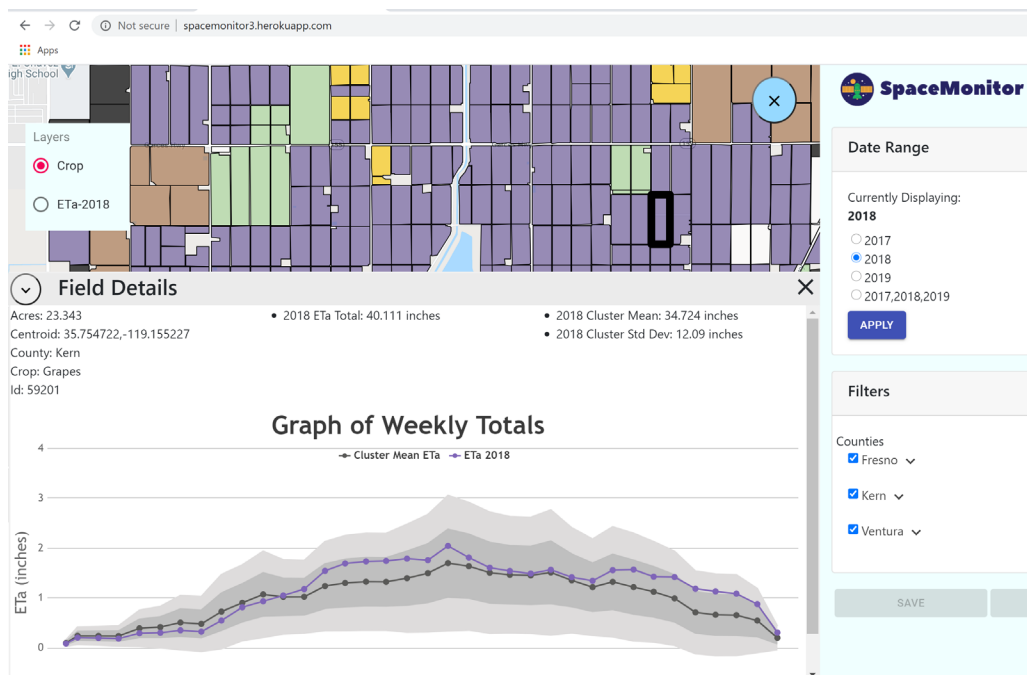 Not secure | spacemonitor3.herokuapp.com
Apps
High School
Layers
Crop
ETa-2018
SpaceMonitor
Date Range
Currently Displaying:
2018
2017
2018
2019
2017,2018,2019
APPLY
Filters
Counties
Fresno
Kern
Ventura
SAVE
Field Details
Acres: 23.343
Centroid: 35.754722,-119.155227
County: Kern
Crop: Grapes
Id: 59201
• 2018 ETa Total: 40.111 inches
• 2018 Cluster Mean: 34.724 inches
• 2018 Cluster Std Dev: 12.09 inches
Graph of Weekly Totals
Cluster Mean ETa ETa 2018
ETa (inches)
4
3
2
1
0